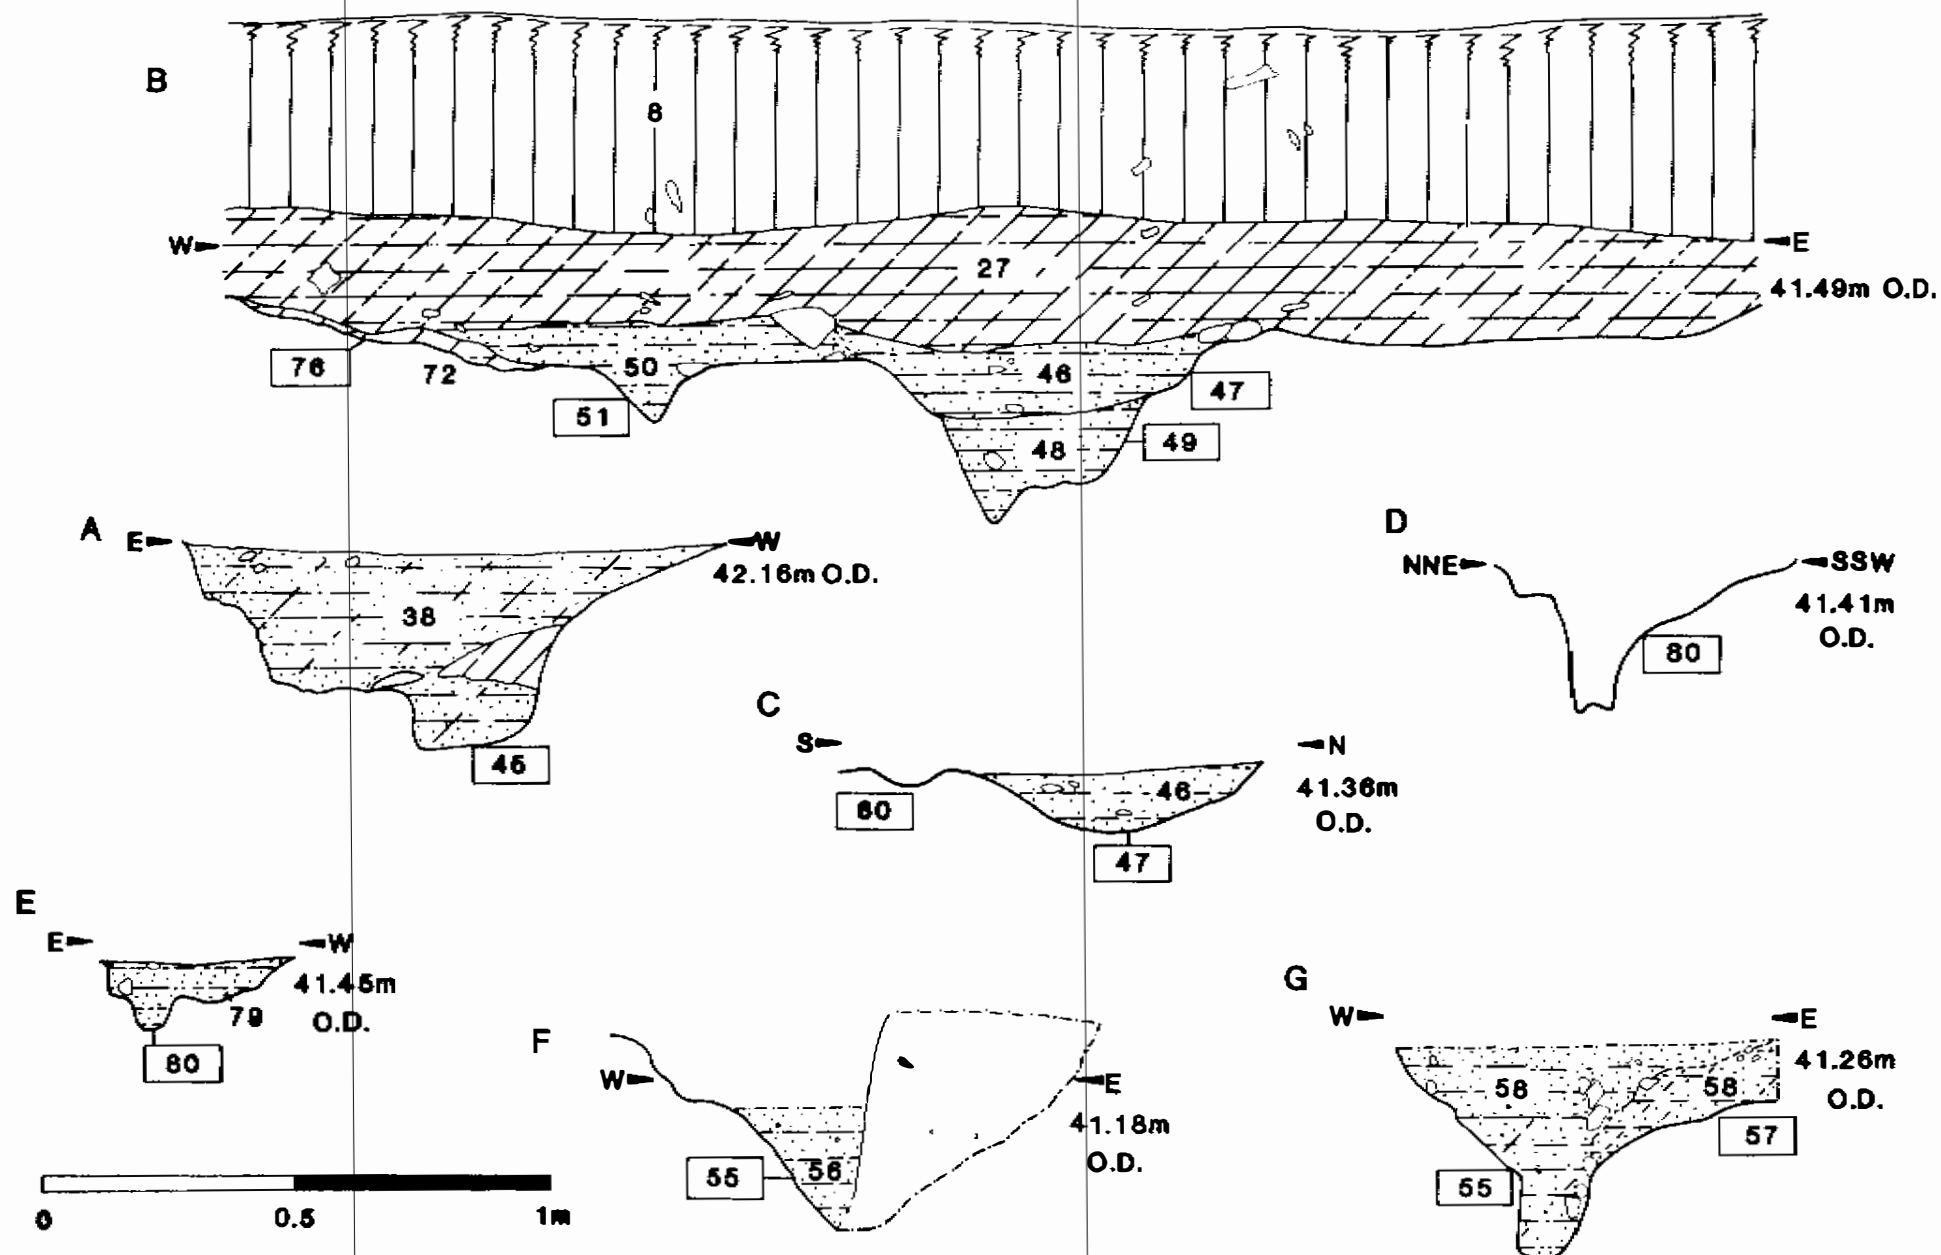 B
8
W E
27
41.49m O.D.
76 72 50 46 47
51 48 49
A
E W
42.16m O.D.
38
45
D
NNE SSW
41.41m
O.D.
80
C
S N
46 41.36m
O.D.
60
47
E
E W
41.45m
79 O.D.
80
F
W E
41.18m
O.D.
55 56
G
W E
58 58 41.26m
O.D.
57
55
0 0.5 1m